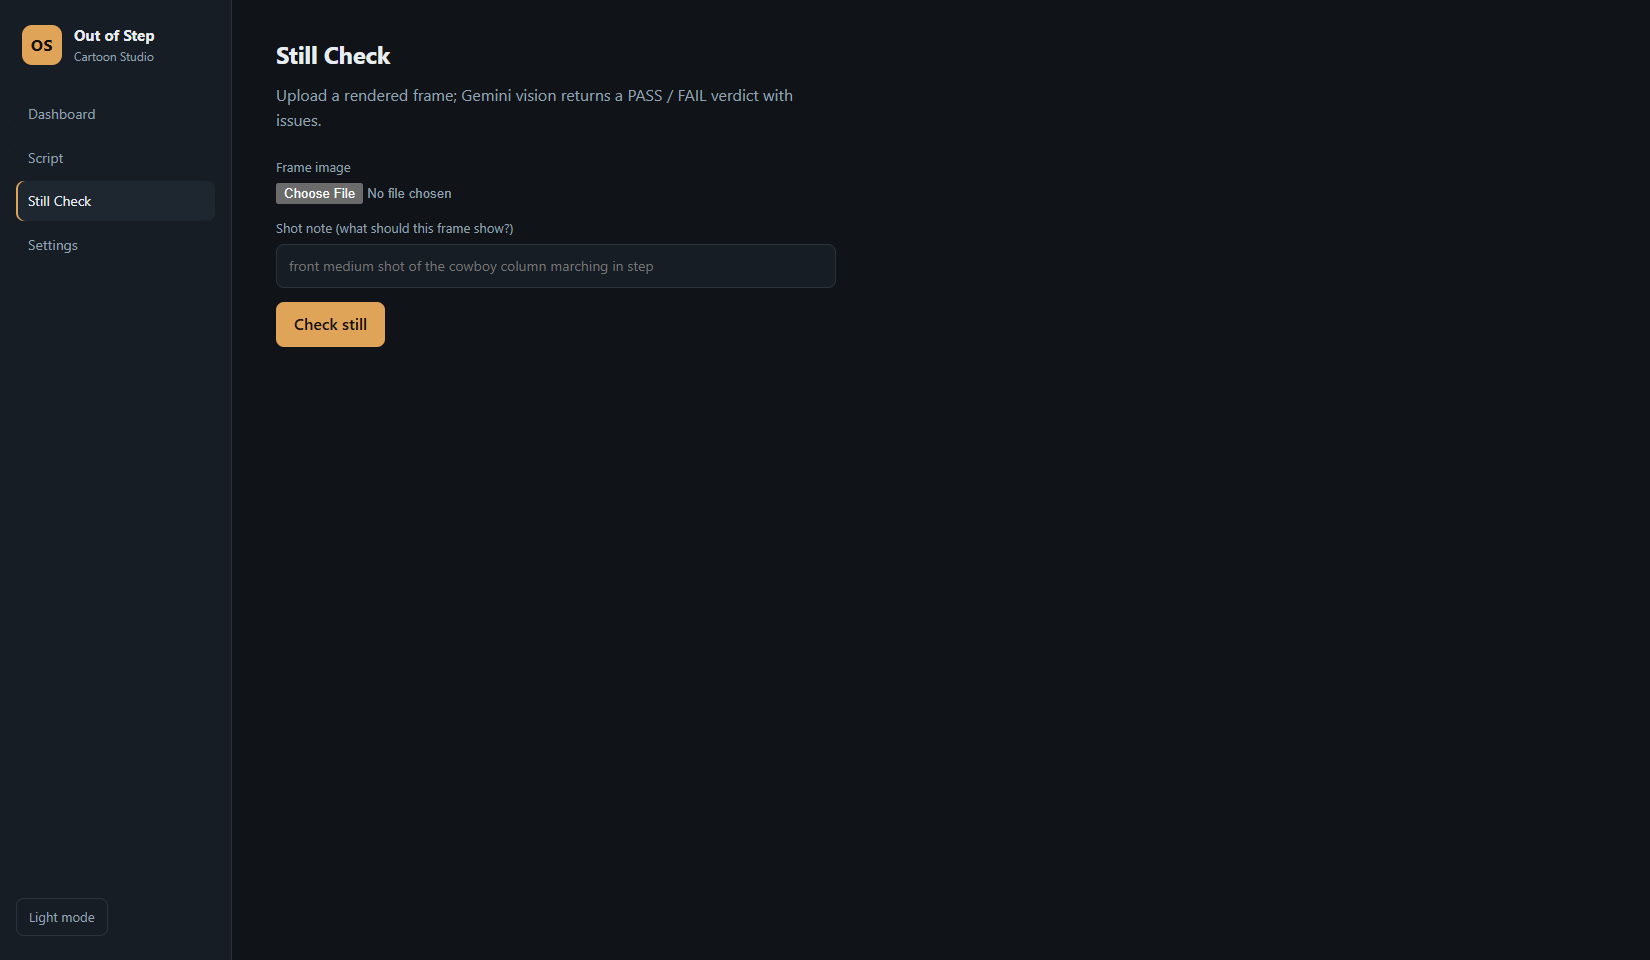 OS
Out of Step
Cartoon Studio
Dashboard
Script
Still Check
Settings
Light mode
Still Check
Upload a rendered frame; Gemini vision returns a PASS / FAIL verdict with
issues.
Frame image
Choose File No file chosen
Shot note (what should this frame show?)
front medium shot of the cowboy column marching in step
Check still